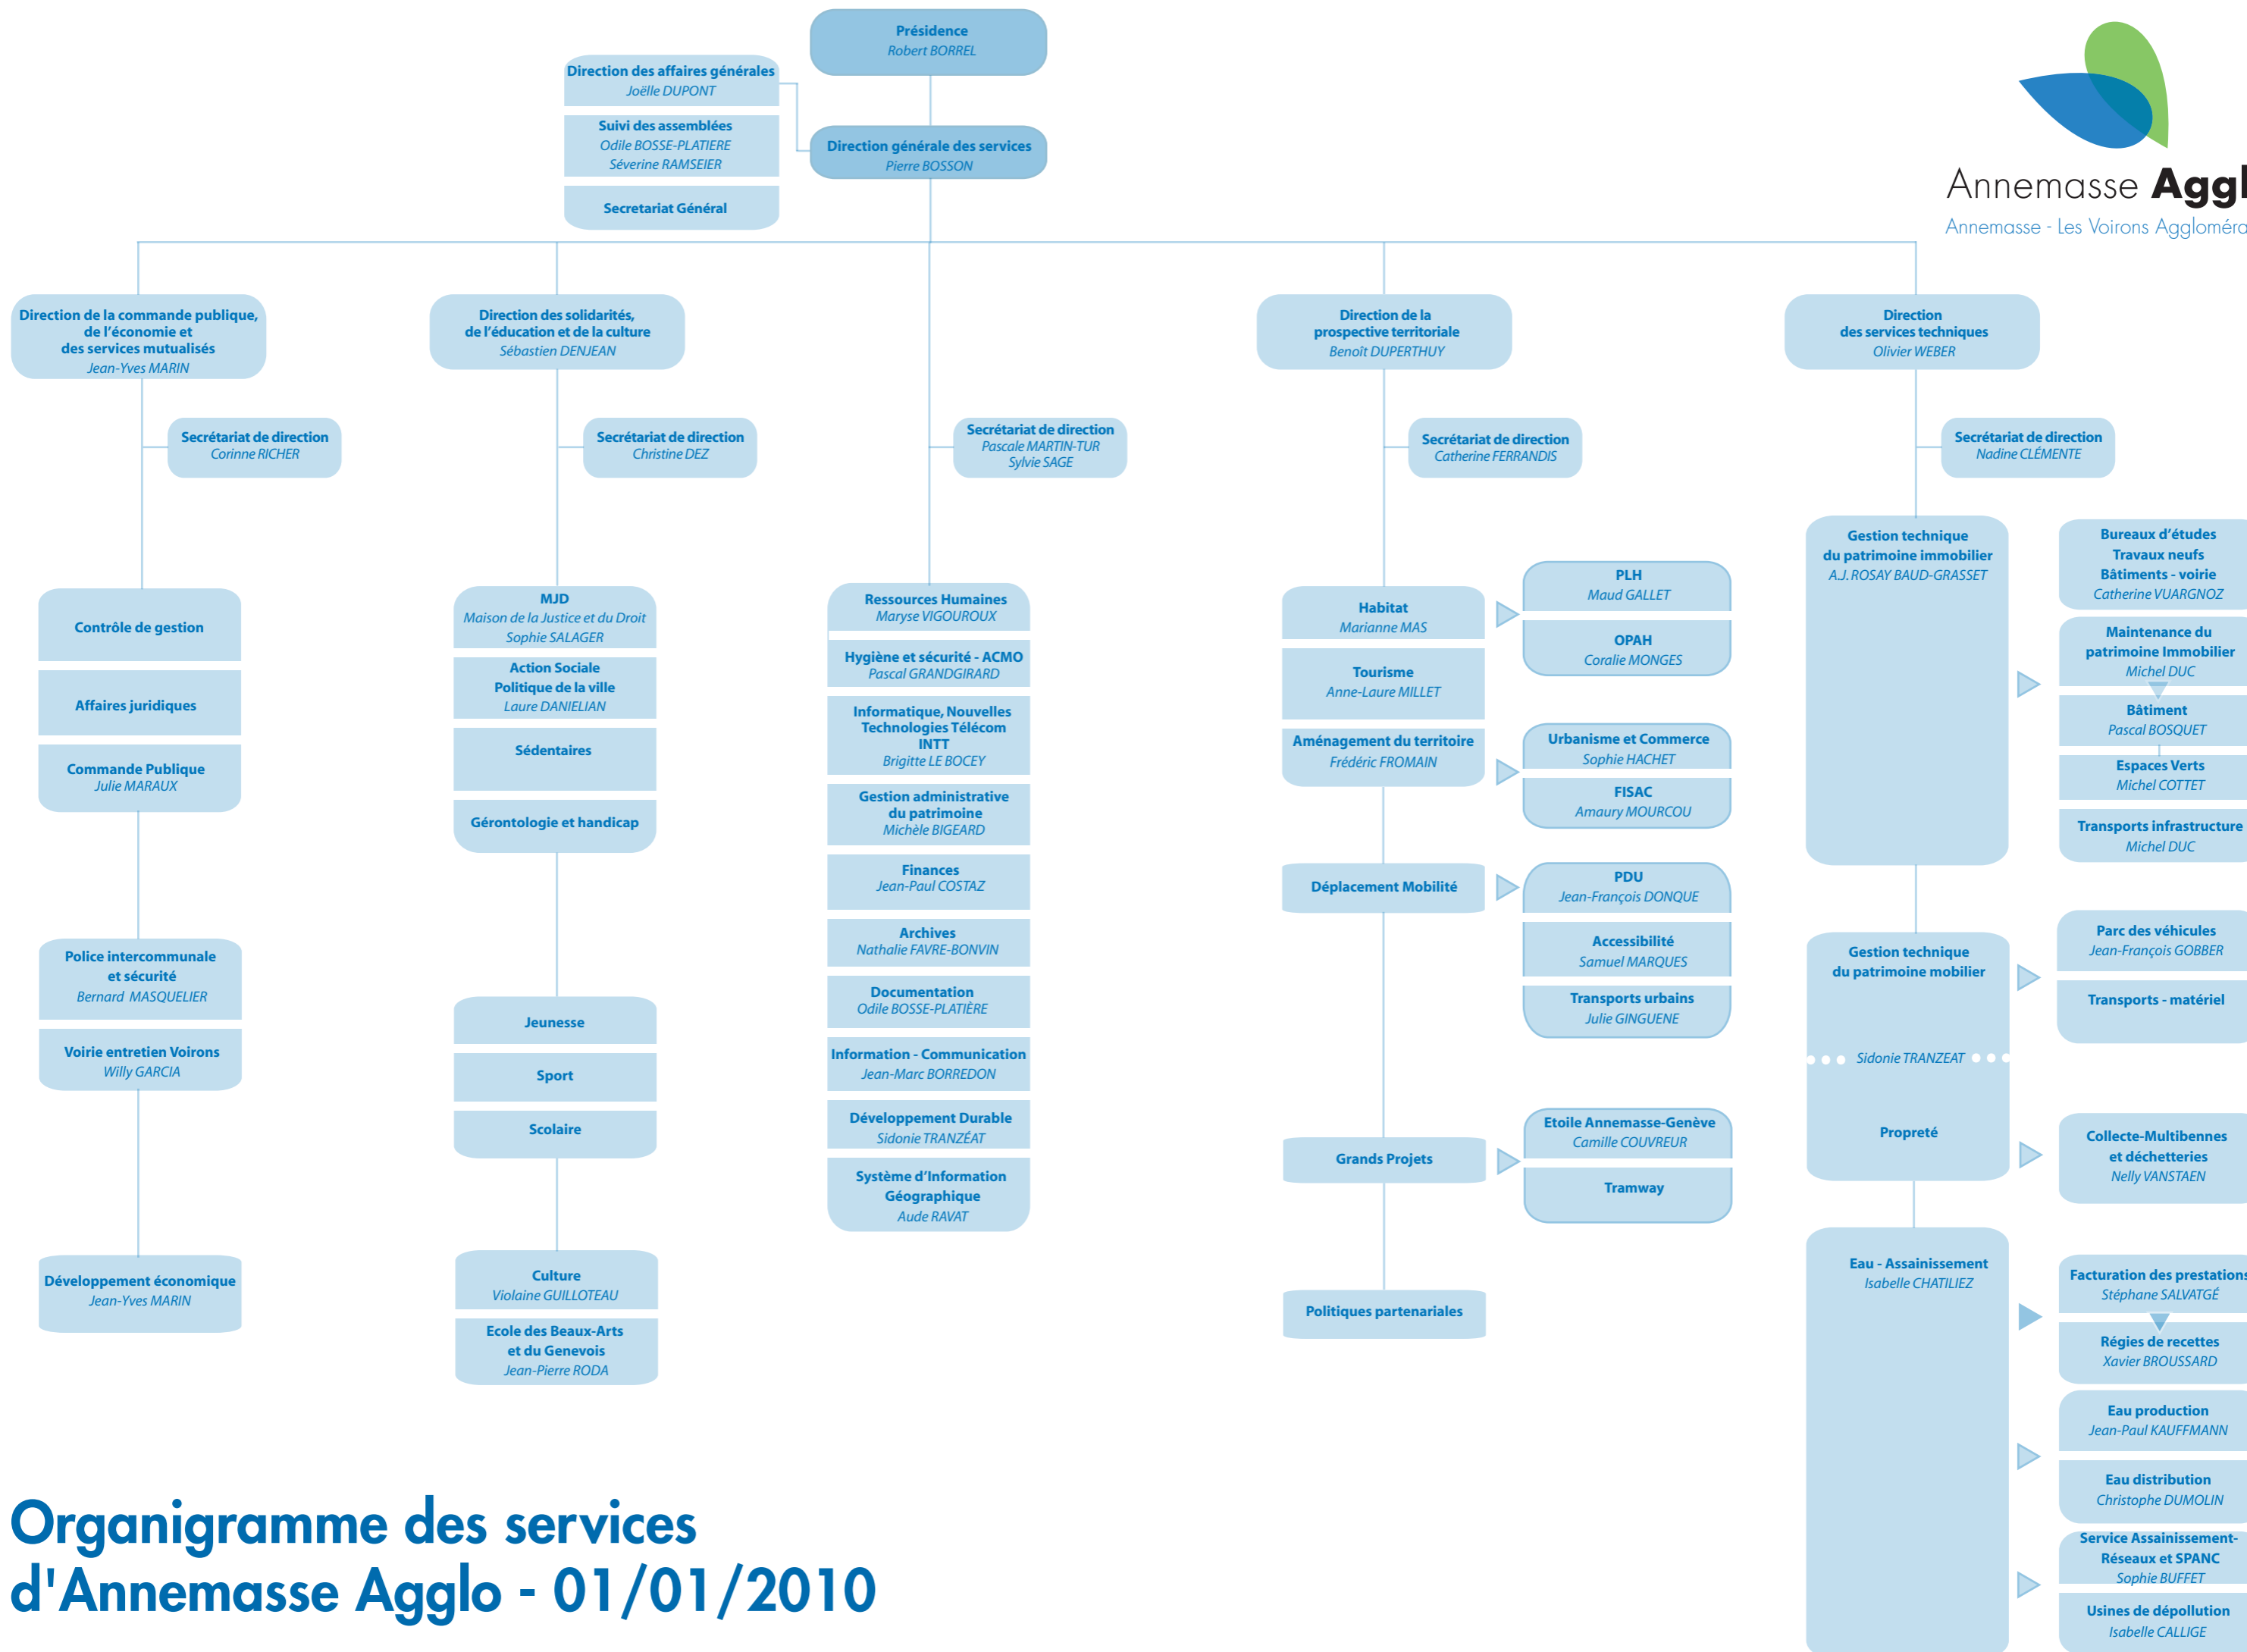 Présidence
Robert BORREL
Direction des affaires générales
Joëlle DUPONT
Suivi des assemblées
Odile BOSSE-PLATIERE
Séverine RAMSEIER
Secretariat Général
Direction générale des services
Pierre BOSSON
Annemasse Aggl
Annemasse - Les Voirons Aggloméra
Direction de la commande publique,
de l'économie et
des services mutualisés
Jean-Yves MARIN
Secrétariat de direction
Corinne RICHER
Contrôle de gestion
Affaires juridiques
Commande Publique
Julie MARAUX
Police intercommunale
et sécurité
Bernard MASQUELIER
Voirie entretien Voirons
Willy GARCIA
Développement économique
Jean-Yves MARIN
Direction des solidarités,
de l'éducation et de la culture
Sébastien DENJEAN
Secrétariat de direction
Christine DEZ
MJD
Maison de la Justice et du Droit
Sophie SALAGER
Action Sociale
Politique de la ville
Laure DANIELIAN
Sédentaires
Gérontologie et handicap
Jeunesse
Sport
Scolaire
Culture
Violaine GUILLOTEAU
Ecole des Beaux-Arts
et du Genevois
Jean-Pierre RODA
Secrétariat de direction
Pascale MARTIN-TUR
Sylvie SAGE
Ressources Humaines
Maryse VIGOUROUX
Hygiène et sécurité - ACMO
Pascal GRANDGIRARD
Informatique, Nouvelles
Technologies Télécom
INTT
Brigitte LE BOCEY
Gestion administrative
du patrimoine
Michèle BIGEARD
Finances
Jean-Paul COSTAZ
Archives
Nathalie FAVRE-BONVIN
Documentation
Odile BOSSE-PLATIÈRE
Information - Communication
Jean-Marc BORREDON
Développement Durable
Sidonie TRANZÉAT
Système d'Information
Géographique
Aude RAVAT
Direction de la
prospective territoriale
Benoît DUPERTHUY
Secrétariat de direction
Catherine FERRANDIS
Habitat
Marianne MAS
Tourisme
Anne-Laure MILLET
Aménagement du territoire
Frédéric FROMAIN
PLH
Maud GALLET
OPAH
Coralie MONGES
Urbanisme et Commerce
Sophie HACHET
FISAC
Amaury MOURCOU
Déplacement Mobilité
PDU
Jean-François DONQUE
Accessibilité
Samuel MARQUES
Transports urbains
Julie GINGUENE
Grands Projets
Etoile Annemasse-Genève
Camille COUVREUR
Tramway
Politiques partenariales
Direction
des services techniques
Olivier WEBER
Secrétariat de direction
Nadine CLÉMENTE
Gestion technique
du patrimoine immobilier
A.J. ROSAY BAUD-GRASSET
Bureaux d'études
Travaux neufs
Bâtiments - voirie
Catherine VUARGNOZ
Maintenance du
patrimoine Immobilier
Michel DUC
Bâtiment
Pascal BOSQUET
Espaces Verts
Michel COTTET
Transports infrastructure
Michel DUC
Gestion technique
du patrimoine mobilier
Sidonie TRANZEAT
Propreté
Parc des véhicules
Jean-François GOBBER
Transports - matériel
Collecte-Multibennes
et déchetteries
Nelly VANSTAEN
Eau - Assainissement
Isabelle CHATILIEZ
Facturation des prestations
Stéphane SALVATGÉ
Régies de recettes
Xavier BROUSSARD
Eau production
Jean-Paul KAUFFMANN
Eau distribution
Christophe DUMOLIN
Service Assainissement-
Réseaux et SPANC
Sophie BUFFET
Usines de dépollution
Isabelle CALLIGE
Organigramme des services
d'Annemasse Agglo - 01/01/2010